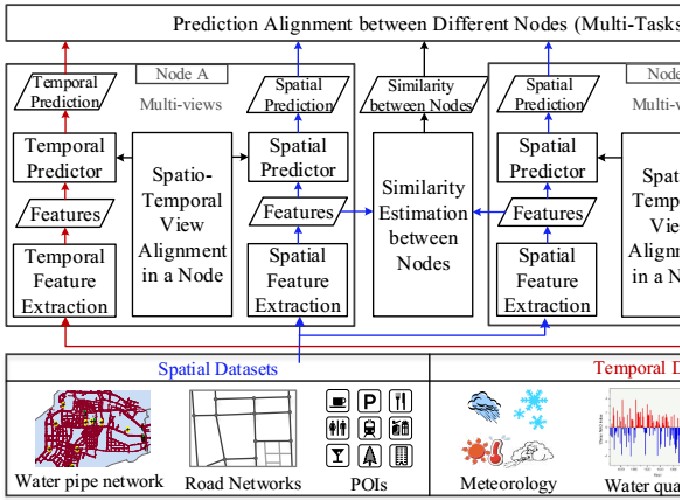 Prediction Alignment between Different Nodes (Multi-Tasks
Temporal
Prediction
Node A
Multi-views
Spatial
Prediction
Similarity
between Nodes
Spatial
Prediction
Node
Multi-v
Temporal
Predictor
Spatio-
Temporal
View
Alignment
in a Node
Spatial
Predictor
Similarity
Estimation
between
Nodes
Spatial
Predictor
Spat
Temp
Vie
Alignn
in a N
Features
Features
Features
Temporal
Feature
Extraction
Spatial
Feature
Extraction
Spatial
Feature
Extraction
Spatial Datasets
Temporal D
P
Water pipe network
Road Networks
POIs
Meteorology
Water qua